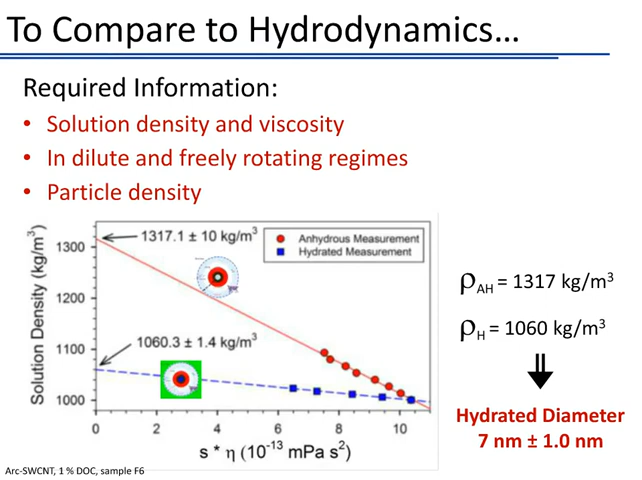 To Compare to Hydrodynamics…
Required Information:
• Solution density and viscosity
• In dilute and freely rotating regimes
• Particle density
1317.1 ± 10 kg/m³
Anhydrous Measurement
Hydrated Measurement
1060.3 ± 1.4 kg/m³
Solution Density (kg/m³)
1300
1200
1100
1000
0 2 4 6 8 10
s * η (10⁻¹³ mPa s²)
ρAH = 1317 kg/m³
ρH = 1060 kg/m³
Hydrated Diameter
7 nm ± 1.0 nm
Arc-SWCNT, 1 % DOC, sample F6